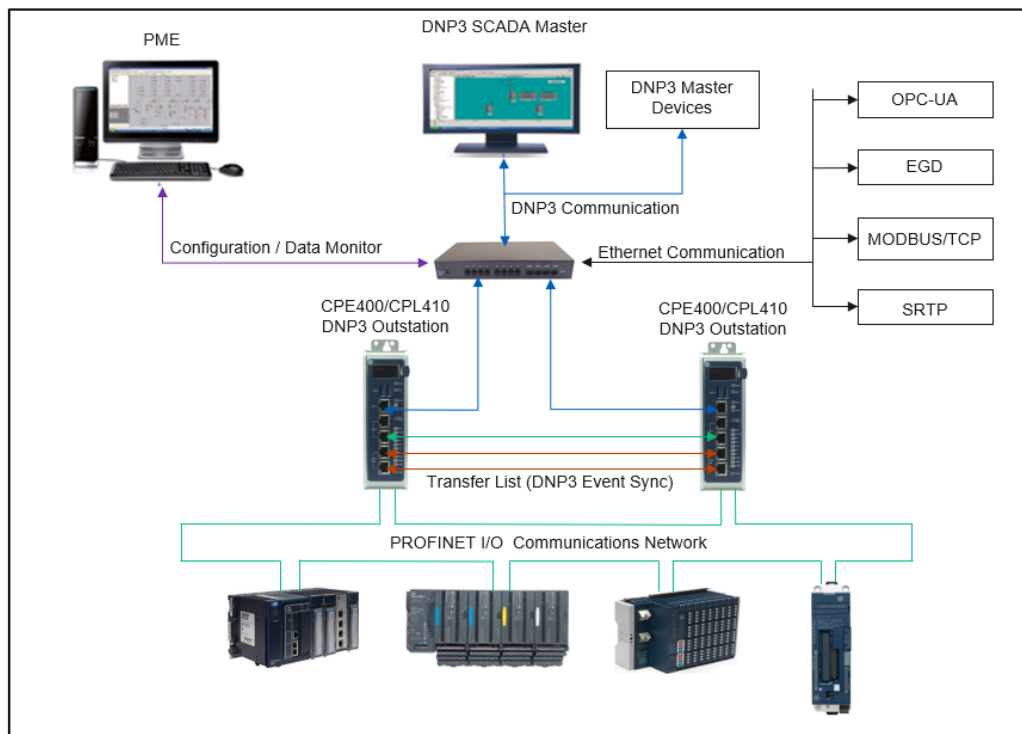 PME
DNP3 SCADA Master
DNP3 Master
Devices
OPC-UA
EGD
MODBUS/TCP
SRTP
DNP3 Communication
Configuration / Data Monitor
Ethernet Communication
CPE400/CPL410
DNP3 Outstation
CPE400/CPL410
DNP3 Outstation
Transfer List (DNP3 Event Sync)
PROFINET I/O Communications Network